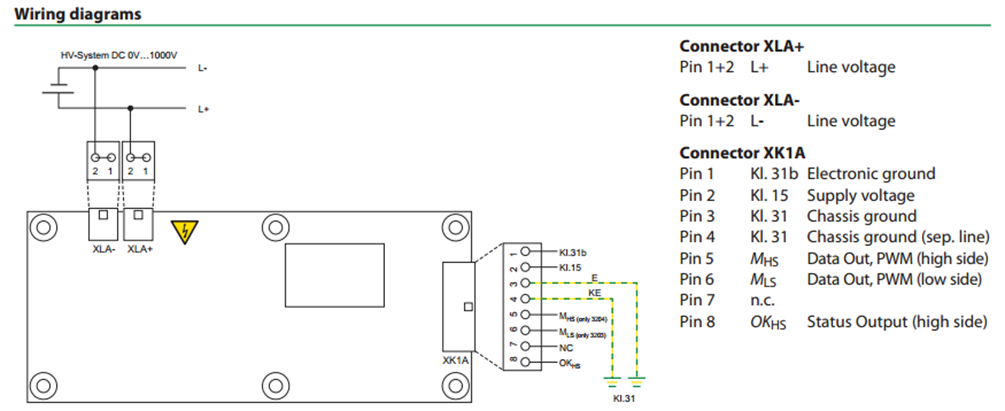 Wiring diagrams
HV-System DC 0V...1000V
L-
L+
2 1 2 1
XLA- XLA+
XK1A
1 Kl.31b
2 Kl.15
3 E
4 KE
5 MHS (only 3204)
6 MLS (only 3203)
7 NC
8 OKHS
Kl.31
Connector XLA+
Pin 1+2 L+ Line voltage
Connector XLA-
Pin 1+2 L- Line voltage
Connector XK1A
Pin 1 Kl. 31b Electronic ground
Pin 2 Kl. 15 Supply voltage
Pin 3 Kl. 31 Chassis ground
Pin 4 Kl. 31 Chassis ground (sep. line)
Pin 5 MHS Data Out, PWM (high side)
Pin 6 MLS Data Out, PWM (low side)
Pin 7 n.c.
Pin 8 OKHS Status Output (high side)